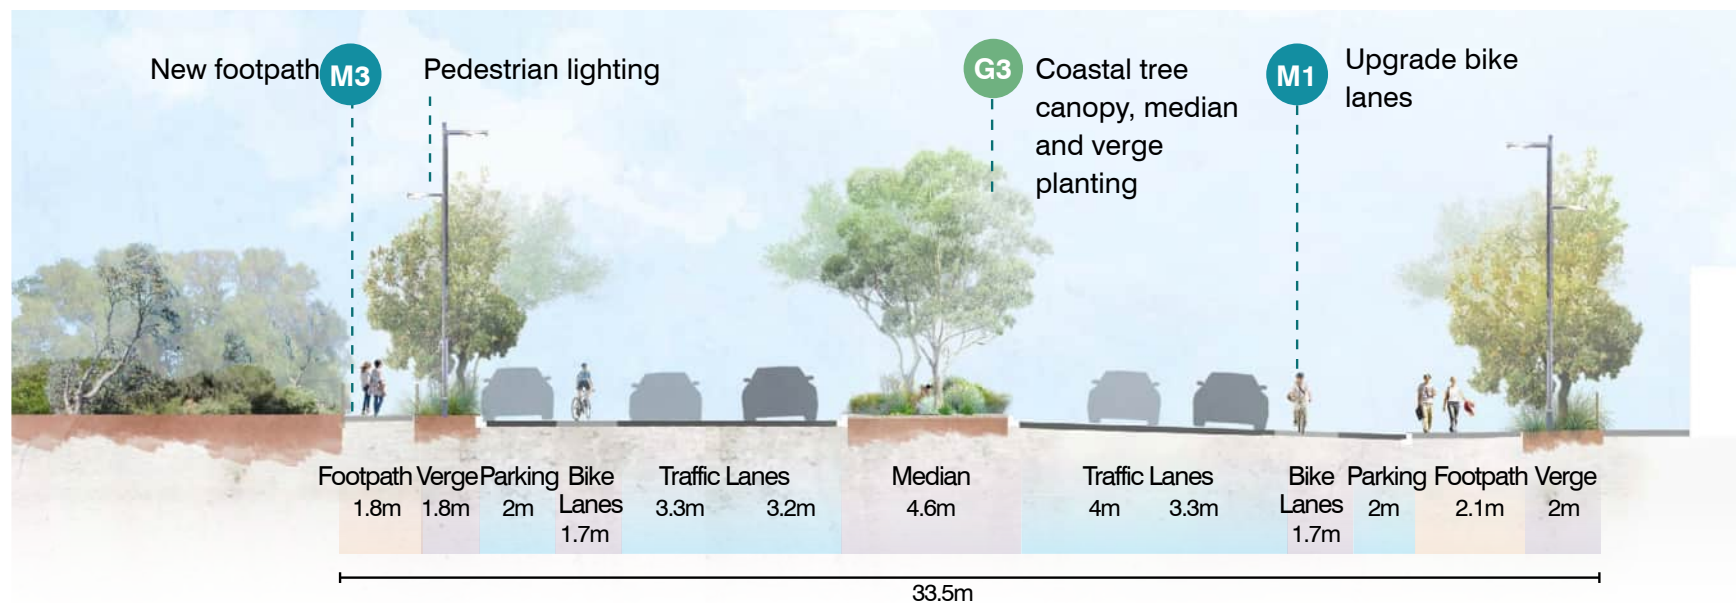 New footpath
M3
Pedestrian lighting
G3
Coastal tree
canopy, median
and verge
planting
M1
Upgrade bike
lanes
Footpath
1.8m
Verge
1.8m
Parking
2m
Bike
Lanes
1.7m
Traffic Lanes
3.3m 3.2m
Median
4.6m
Traffic Lanes
4m 3.3m
Bike
Lanes
1.7m
Parking
2m
Footpath
2.1m
Verge
2m
33.5m